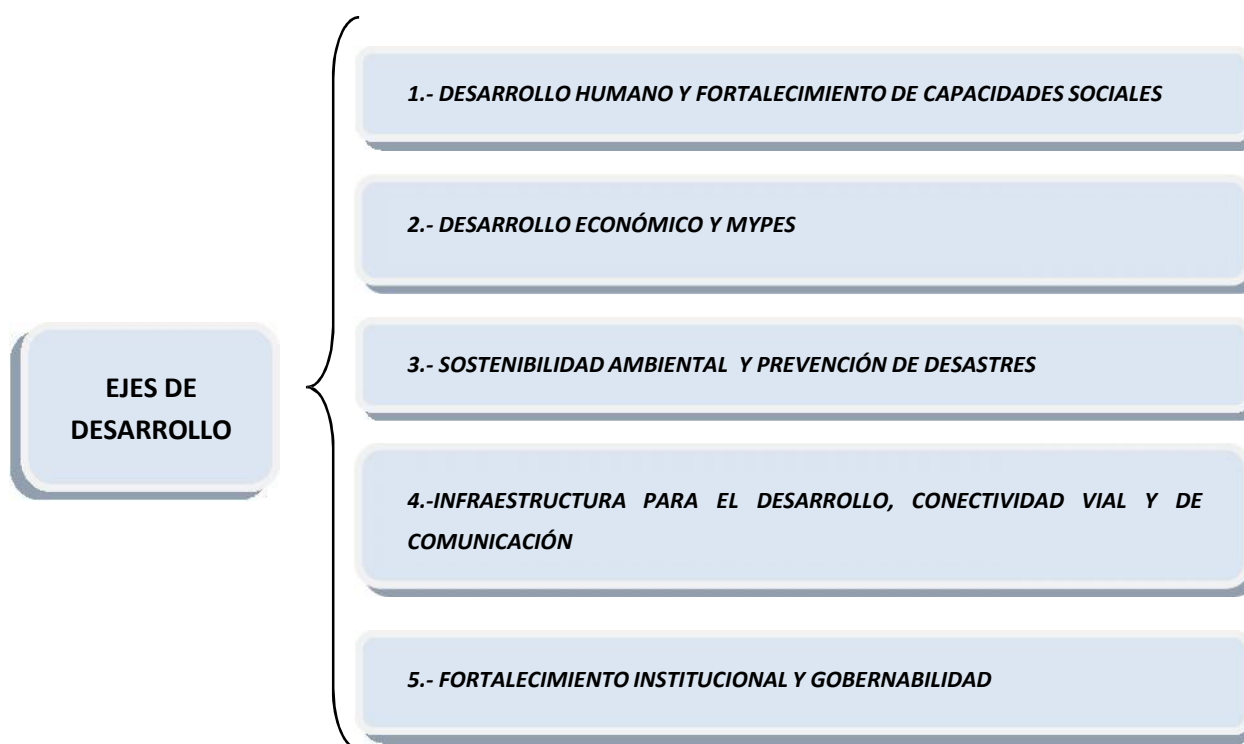 1.- DESARROLLO HUMANO Y FORTALECIMIENTO DE CAPACIDADES SOCIALES
2.- DESARROLLO ECONÓMICO Y MYPES
3.- SOSTENIBILIDAD AMBIENTAL Y PREVENCIÓN DE DESASTRES
EJES DE
DESARROLLO
4.-INFRAESTRUCTURA PARA EL DESARROLLO, CONECTIVIDAD VIAL Y DE
COMUNICACIÓN
5.- FORTALECIMIENTO INSTITUCIONAL Y GOBERNABILIDAD